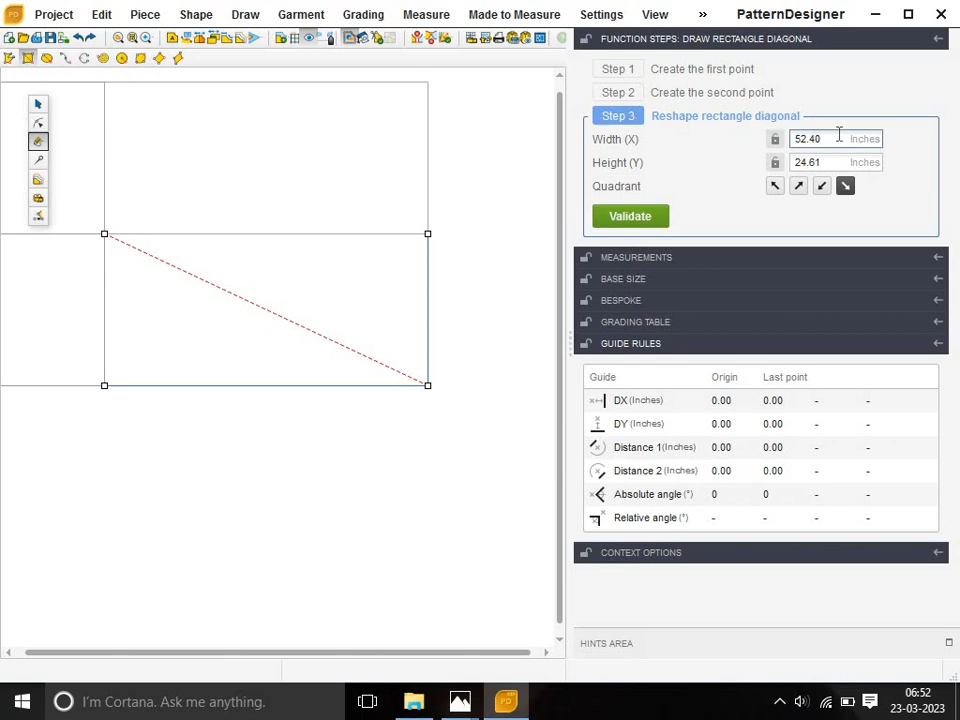 PD
Project Edit Piece Shape Draw Garment Grading Measure Made to Measure Settings View » PatternDesigner
FUNCTION STEPS: DRAW RECTANGLE DIAGONAL
Step 1 Create the first point
Step 2 Create the second point
Step 3 Reshape rectangle diagonal
Width (X) 52.40 Inches
Height (Y) 24.61 Inches
Quadrant
Validate
MEASUREMENTS
BASE SIZE
BESPOKE
GRADING TABLE
GUIDE RULES
Guide Origin Last point
DX (Inches) 0.00 0.00 - -
DY (Inches) 0.00 0.00 - -
Distance 1(Inches) 0.00 0.00 - -
Distance 2 (Inches) 0.00 0.00 - -
Absolute angle (°) 0 0 - -
Relative angle (°) - - - -
CONTEXT OPTIONS
HINTS AREA
I'm Cortana. Ask me anything.
06:52
23-03-2023